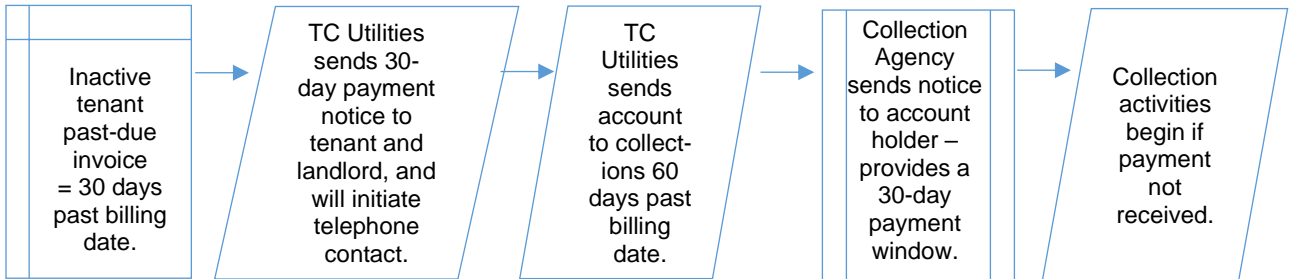 Inactive
tenant
past-due
invoice
= 30 days
past billing
date.
TC Utilities
sends 30-
day payment
notice to
tenant and
landlord, and
will initiate
telephone
contact.
TC
Utilities
sends
account
to collect-
ions 60
days past
billing
date.
Collection
Agency
sends notice
to account
holder –
provides a
30-day
payment
window.
Collection
activities
begin if
payment
not
received.